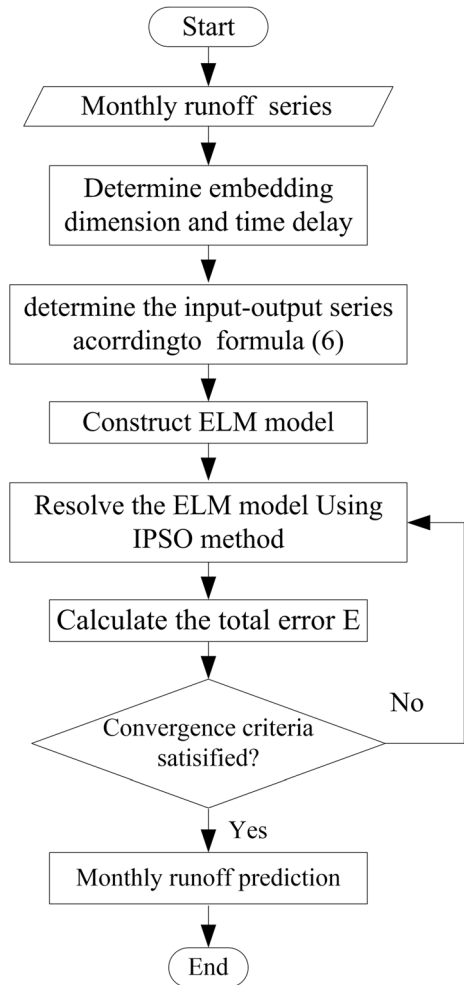 Start
Monthly runoff series
Determine embedding
dimension and time delay
determine the input-output series
acorrdingto formula (6)
Construct ELM model
Resolve the ELM model Using
IPSO method
Calculate the total error E
No
Convergence criteria
satisified?
Yes
Monthly runoff prediction
End